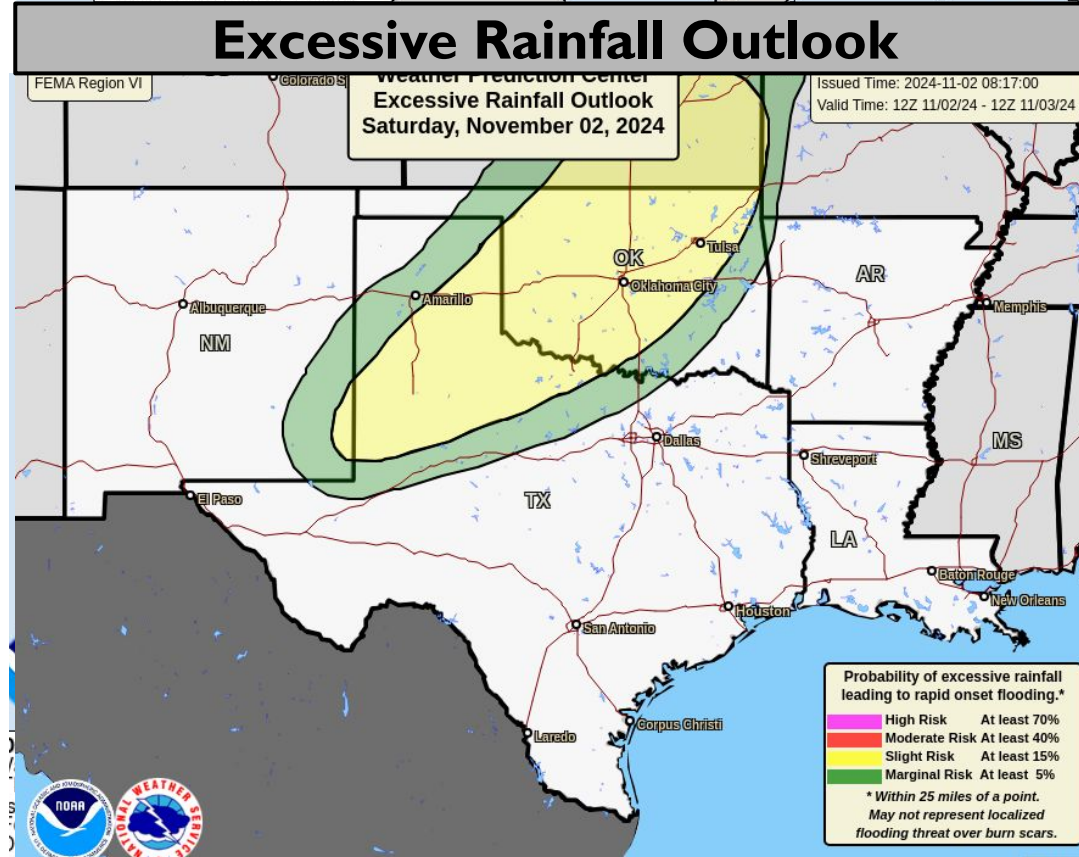 Excessive Rainfall Outlook
FEMA Region VI
Weather Prediction Center
Excessive Rainfall Outlook
Saturday, November 02, 2024
Issued Time: 2024-11-02 08:17:00
Valid Time: 12Z 11/02/24 - 12Z 11/03/24
Colorado S
Tulsa
OK
Oklahoma City
AR
Amarillo
Albuquerque
Memphis
NM
Dallas
MS
Shreveport
El Paso
TX
LA
Baton Rouge
New Orleans
Houston
San Antonio
Corpus Christi
Laredo
Probability of excessive rainfall
leading to rapid onset flooding.*
High Risk At least 70%
Moderate Risk At least 40%
Slight Risk At least 15%
Marginal Risk At least 5%
* Within 25 miles of a point.
May not represent localized
flooding threat over burn scars.
NOAA
NATIONAL WEATHER SERVICE